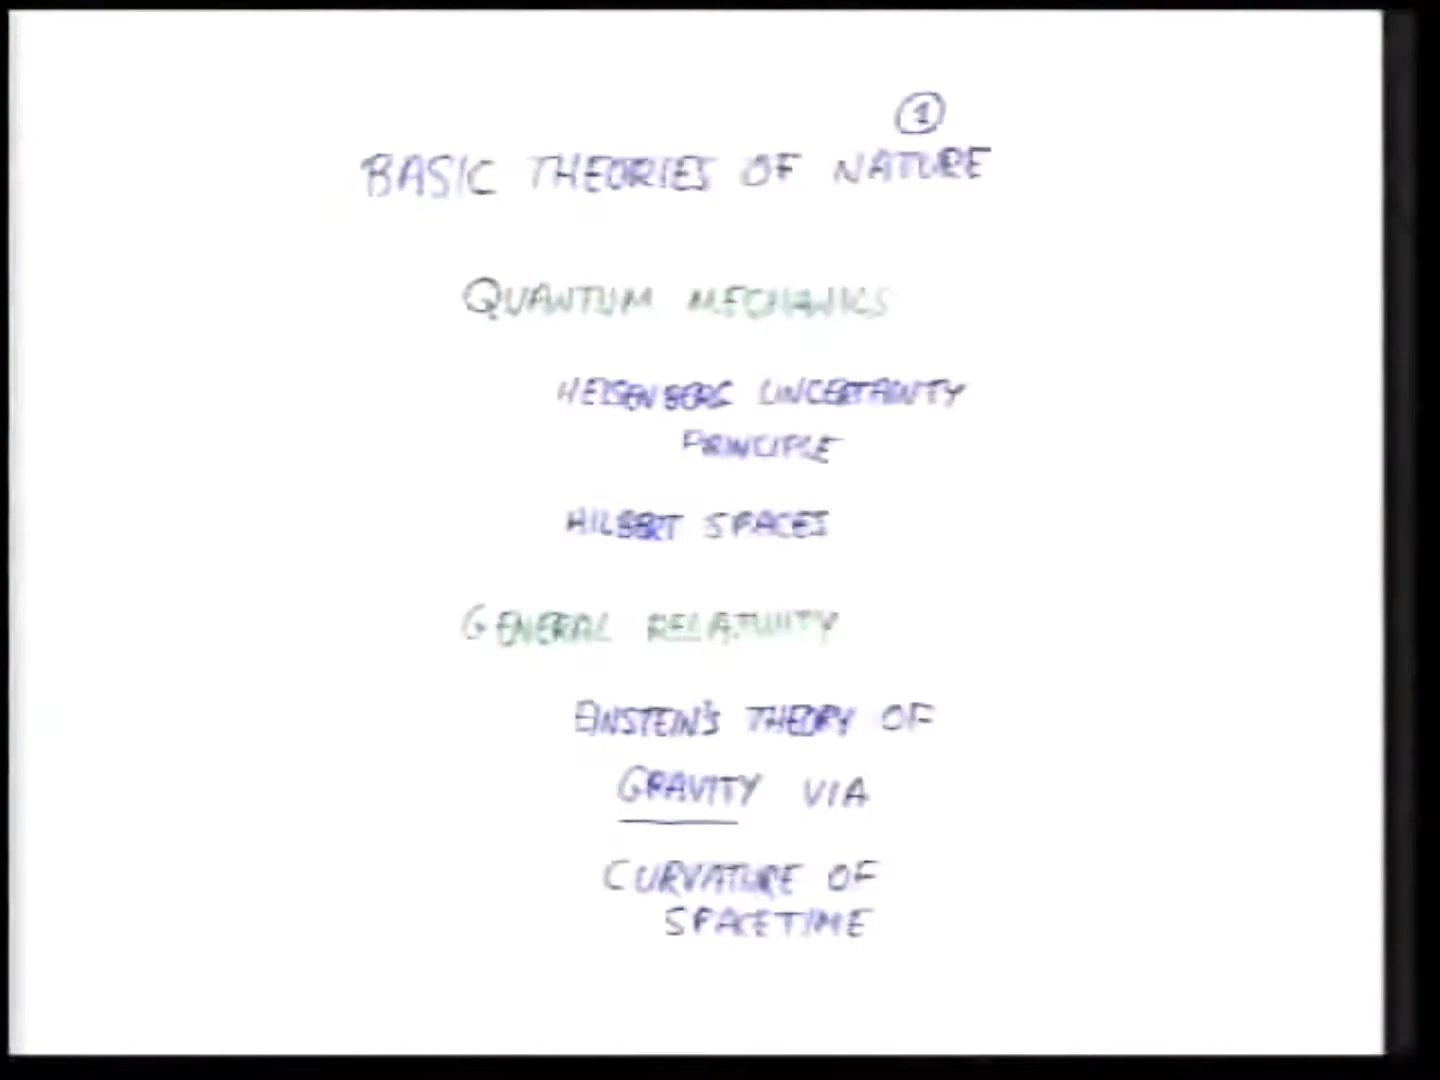 1
BASIC THEORIES OF NATURE
QUANTUM MECHANICS
HEISENBERG UNCERTAINTY
PRINCIPLE
HILBERT SPACES
GENERAL RELATIVITY
EINSTEIN'S THEORY OF
GRAVITY VIA
CURVATURE OF
SPACETIME